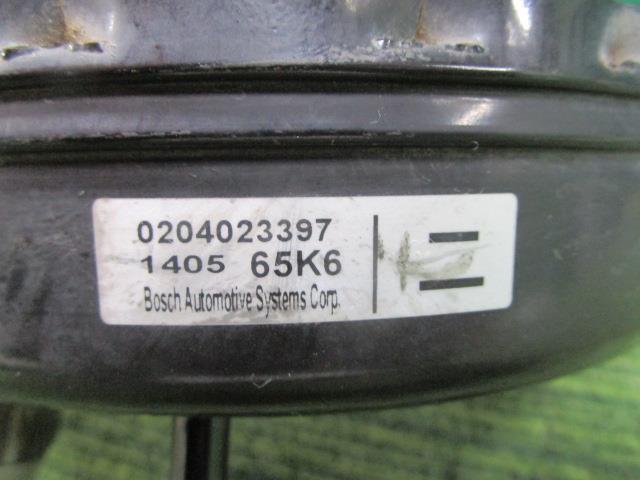 0204023397
1405 65K6
Bosch Automotive Systems Corp.